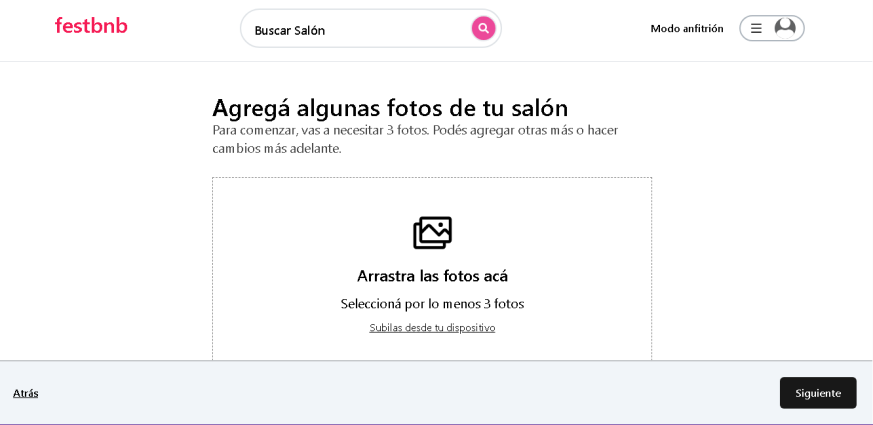 festbnb
Buscar Salón
Modo anfitrión
Agregá algunas fotos de tu salón
Para comenzar, vas a necesitar 3 fotos. Podés agregar otras más o hacer
cambios más adelante.
Arrastra las fotos acá
Seleccioná por lo menos 3 fotos
Subilas desde tu dispositivo
Atrás
Siguiente